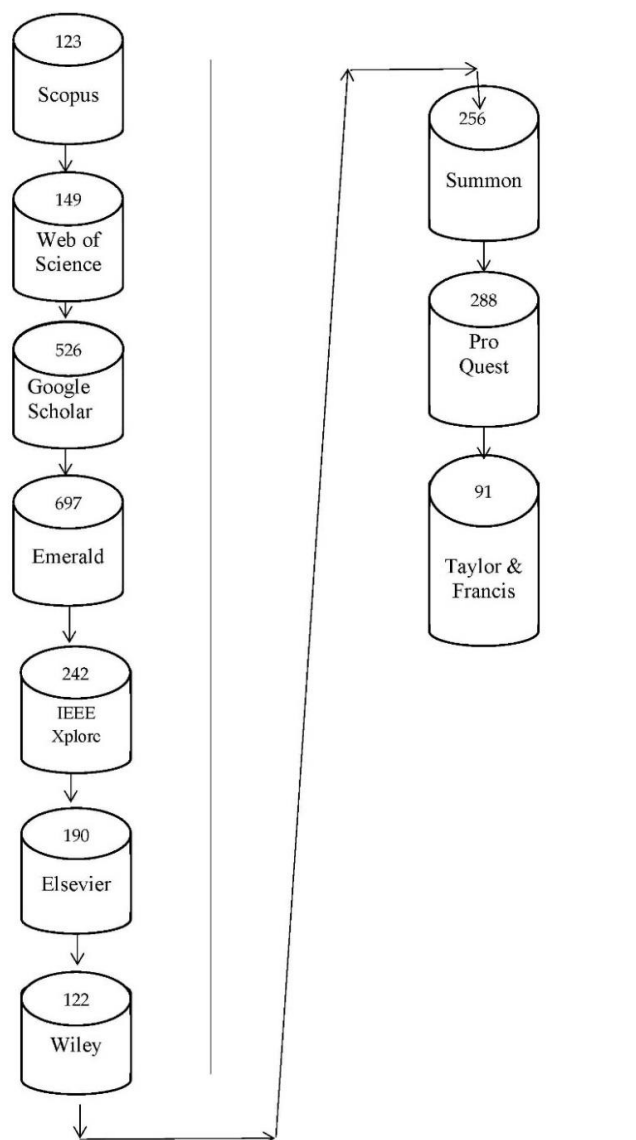 123
Scopus
149
Web of
Science
526
Google
Scholar
697
Emerald
242
IEEE
Xplore
190
Elsevier
122
Wiley
256
Summon
288
Pro
Quest
91
Taylor &
Francis